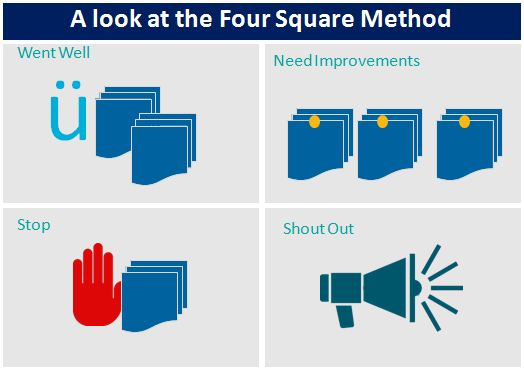 A look at the Four Square Method
Went Well
Need Improvements
ü
Stop
Shout Out